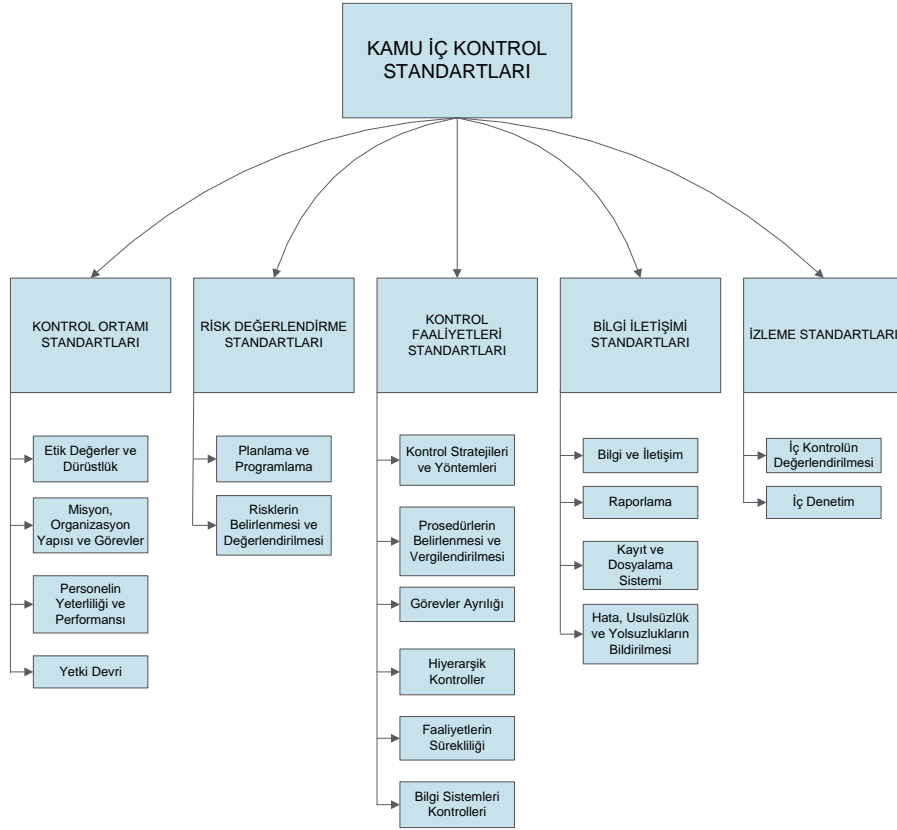 KAMU İÇ KONTROL
STANDARTLARI
KONTROL ORTAMI
STANDARTLARI
Etik Değerler ve
Dürüstlük
Misyon,
Organizasyon
Yapısı ve Görevler
Personelin
Yeterliliği ve
Performansı
Yetki Devri
RİSK DEĞERLENDİRME
STANDARTLARI
Planlama ve
Programlama
Risklerin
Belirlenmesi ve
Değerlendirilmesi
KONTROL
FAALİYETLERİ
STANDARTLARI
Kontrol Stratejileri
ve Yöntemleri
Prosedürlerin
Belirlenmesi ve
Vergilendirilmesi
Görevler Ayrılığı
Hiyerarşik
Kontroller
Faaliyetlerin
Sürekliliği
Bilgi Sistemleri
Kontrolleri
BİLGİ İLETİŞİMİ
STANDARTLARI
Bilgi ve İletişim
Raporlama
Kayıt ve
Dosyalama
Sistemi
Hata, Usulsüzlük
ve Yolsuzlukların
Bildirilmesi
İZLEME STANDARTLARI
İç Kontrolün
Değerlendirilmesi
İç Denetim